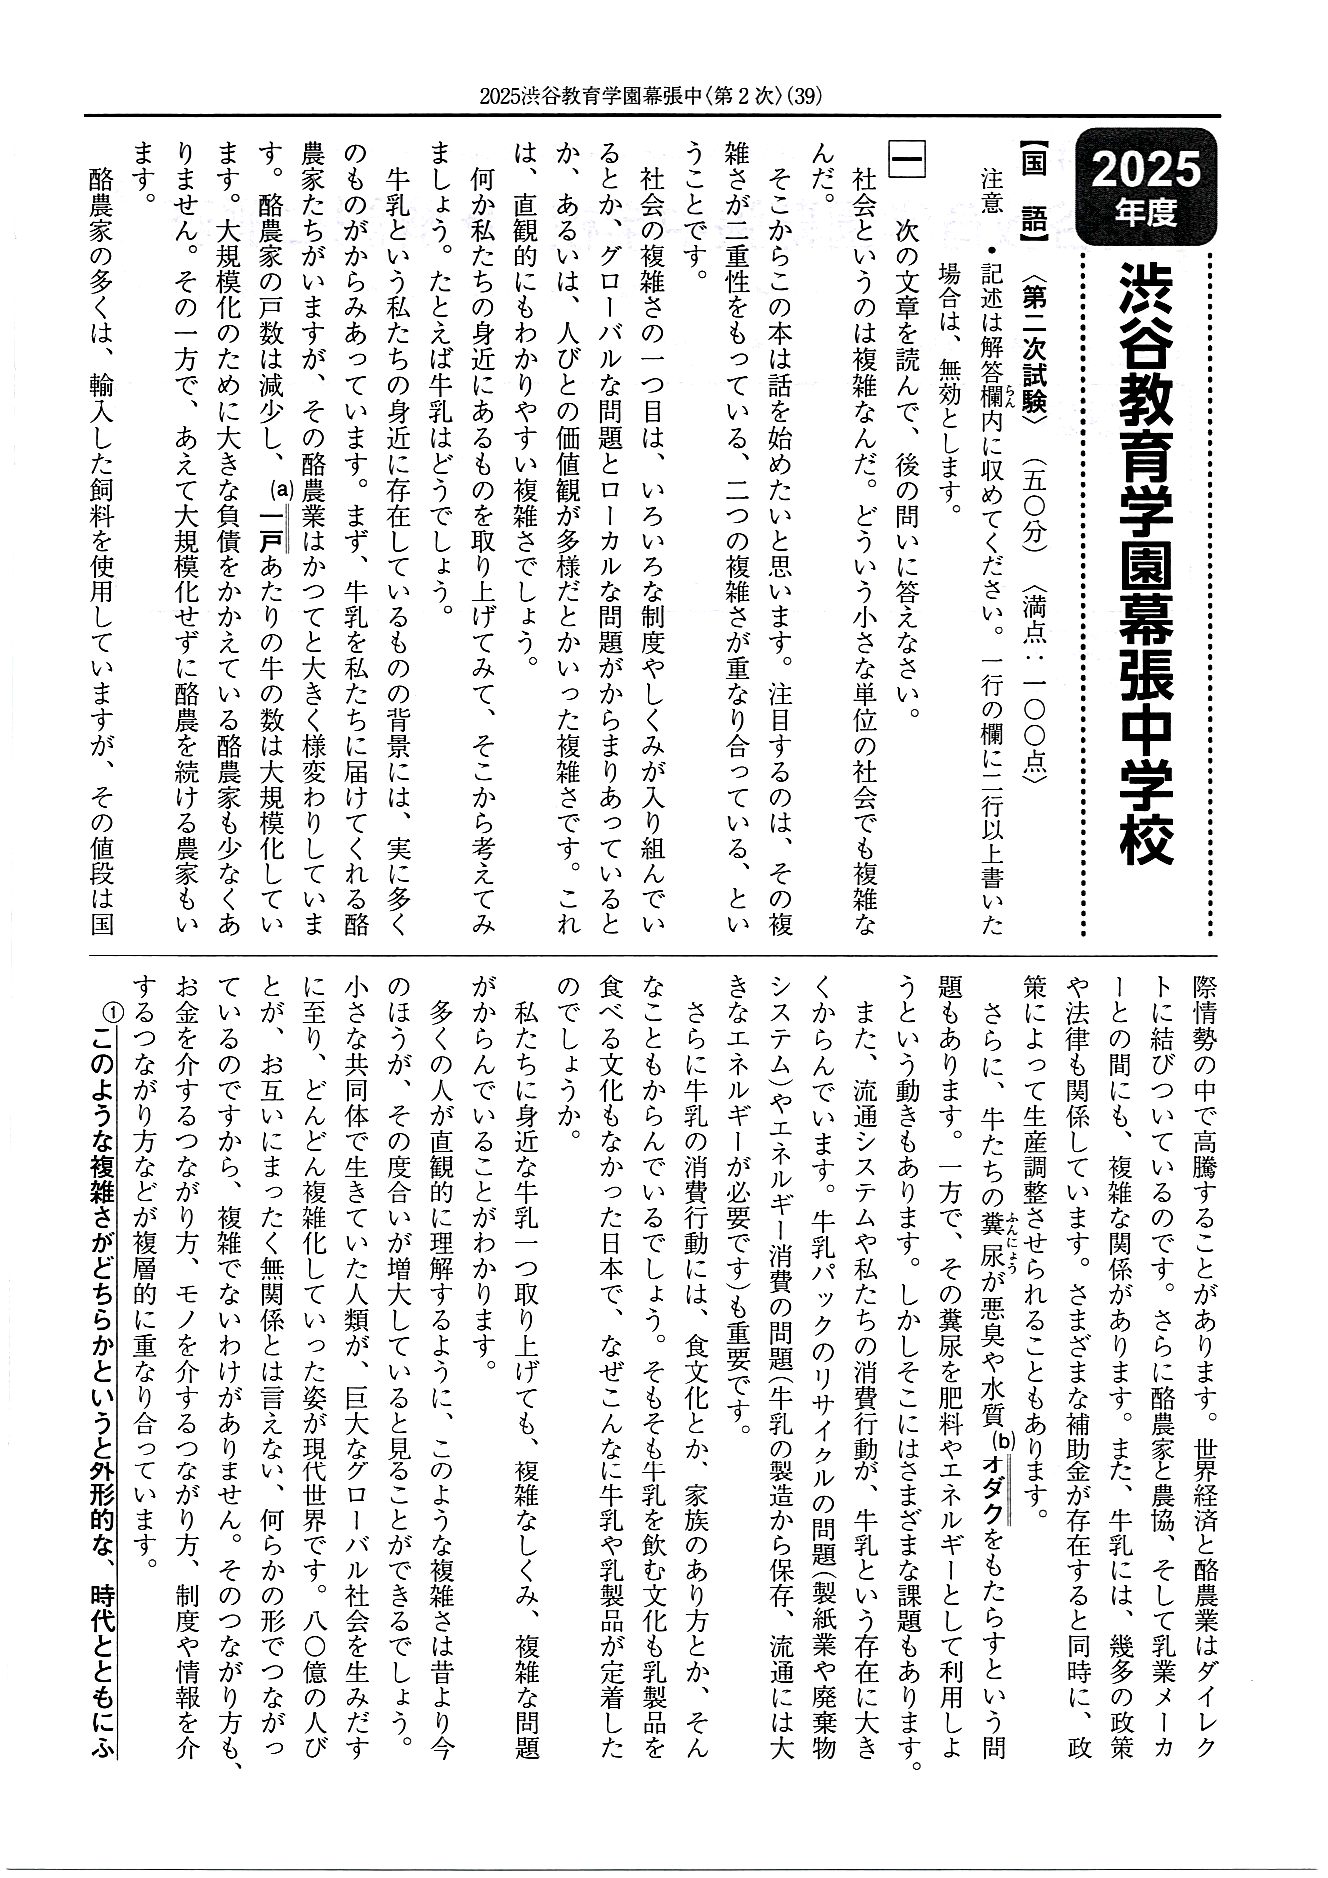 2025渋谷教育学園幕張中〈第2次〉(39)
2025年度
渋谷教育学園幕張中学校
【国語】〈第二次試験〉(五〇分)〈満点:一〇〇点〉
注意 ・記述は解答欄内に収めてください。一行の欄に二行以上書いた
らん
場合は、無効とします。
一 次の文章を読んで、後の問いに答えなさい。
社会というのは複雑なんだ。どういう小さな単位の社会でも複雑な
んだ。
そこからこの本は話を始めたいと思います。注目するのは、その複
雑さが二重性をもっている、二つの複雑さが重なり合っている、とい
うことです。
社会の複雑さの一つ目は、いろいろな制度やしくみが入り組んでい
るとか、グローバルな問題とローカルな問題がからまりあっていると
か、あるいは、人びとの価値観が多様だとかいった複雑さです。これ
は、直観的にもわかりやすい複雑さでしょう。
何か私たちの身近にあるものを取り上げてみて、そこから考えてみ
ましょう。たとえば牛乳はどうでしょう。
牛乳という私たちの身近に存在しているものの背景には、実に多く
のものがからみあっています。まず、牛乳を私たちに届けてくれる酪
農家たちがいますが、その酪農業はかつてと大きく様変わりしていま
す。酪農家の戸数は減少し、(a)一戸あたりの牛の数は大規模化してい
ます。大規模化のために大きな負債をかかえている酪農家も少なくあ
りません。その一方で、あえて大規模化せずに酪農を続ける農家もい
ます。
酪農家の多くは、輸入した飼料を使用していますが、その値段は国
際情勢の中で高騰することがあります。世界経済と酪農業はダイレク
トに結びついているのです。さらに酪農家と農協、そして乳業メーカ
ーとの間にも、複雑な関係があります。また、牛乳には、幾多の政策
や法律も関係しています。さまざまな補助金が存在すると同時に、政
策によって生産調整させられることもあります。
さらに、牛たちの糞尿が悪臭や水質(b)オダクをもたらすという問
ふんにょう
題もあります。一方で、その糞尿を肥料やエネルギーとして利用しよ
うという動きもあります。しかしそこにはさまざまな課題もあります。
また、流通システムや私たちの消費行動が、牛乳という存在に大き
くからんでいます。牛乳パックのリサイクルの問題(製紙業や廃棄物
システム)やエネルギー消費の問題(牛乳の製造から保存、流通には大
きなエネルギーが必要です)も重要です。
さらに牛乳の消費行動には、食文化とか、家族のあり方とか、そん
なこともからんでいるでしょう。そもそも牛乳を飲む文化も乳製品を
食べる文化もなかった日本で、なぜこんなに牛乳や乳製品が定着した
のでしょうか。
私たちに身近な牛乳一つ取り上げても、複雑なしくみ、複雑な問題
がからんでいることがわかります。
多くの人が直観的に理解するように、このような複雑さは昔より今
のほうが、その度合いが増大していると見ることができるでしょう。
小さな共同体で生きていた人類が、巨大なグローバル社会を生みだす
に至り、どんどん複雑化していった姿が現代世界です。八〇億の人び
とが、お互いにまったく無関係とは言えない、何らかの形でつながっ
ているのですから、複雑でないわけがありません。そのつながり方も、
お金を介するつながり方、モノを介するつながり方、制度や情報を介
するつながり方などが複層的に重なり合っています。
①このような複雑さがどちらかというと外形的な、時代とともにふ